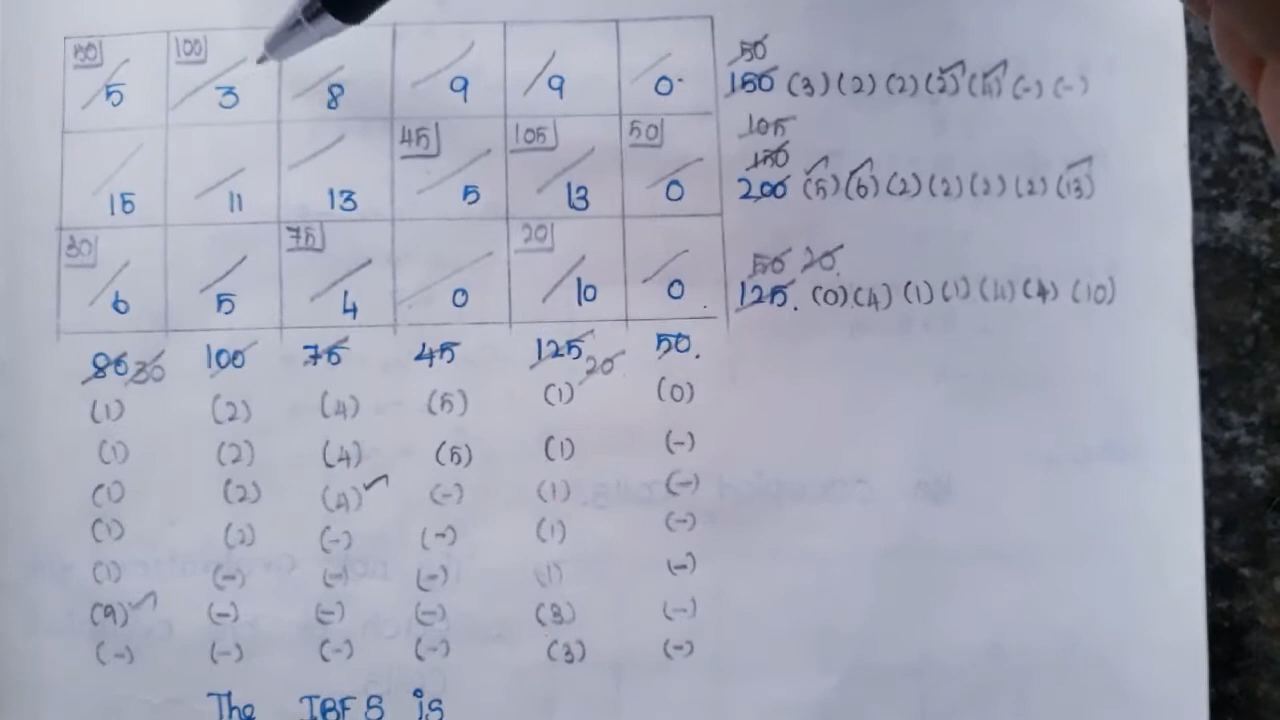 50 100
5 3 8 9 9 0 50
150 (3) (2) (2) (2) (4) (-) (-)
45 105 50 105
150
15 11 13 5 13 0 200 (5) (6) (2) (2) (2) (2) (13)
30 75 20 50 20
6 5 4 0 10 0 125. (0) (4) (1) (1) (4) (4) (10)
80 30 100 75 45 125 20 50.
(1) (2) (4) (5) (1) (0)
(1) (2) (4) (5) (1) (-)
(1) (2) (4) ✓ (-) (1) (-)
(1) (2) (-) (-) (1) (-)
(1) (-) (-) (-) (1) (-)
(9) ✓ (-) (-) (-) (3) (-)
(-) (-) (-) (-) (3) (-)
The IBFS is